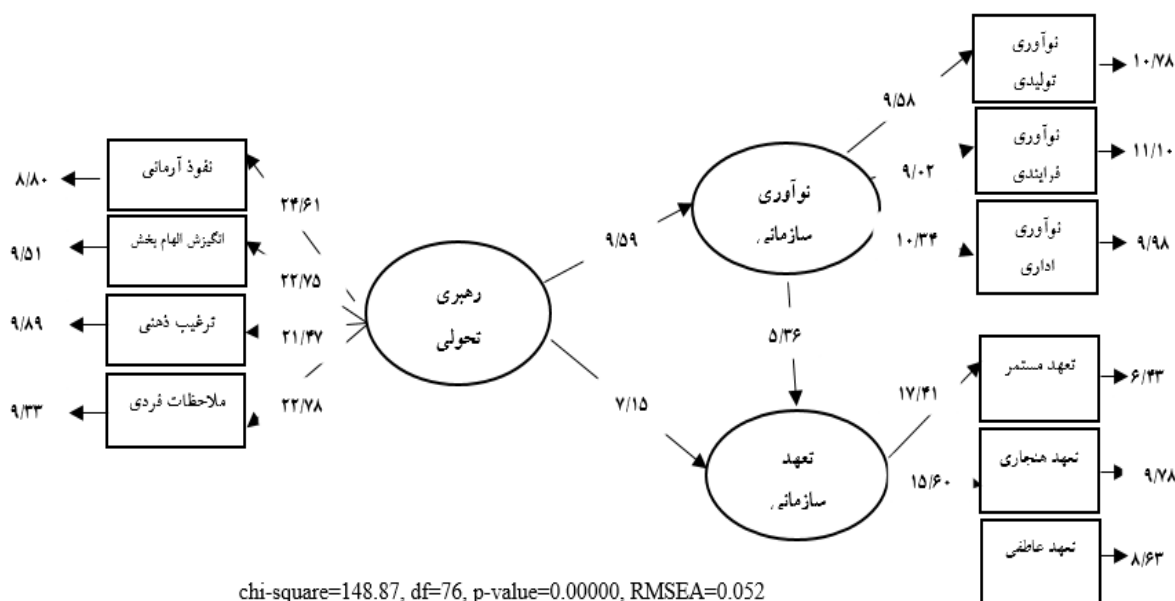 نوآوری
تولیدی
۱۰/۷۸
۹/۵۸
نوآوری
فرایندی
۱۱/۱۰
۹/۰۲
نوآوری
اداری
۹/۹۸
۱۰/۳۴
نوآوری
سازمانی
۹/۵۹
نفوذ آرمانی
۸/۸۰
۲۴/۶۱
انگیزش الهام بخش
۹/۵۱
۲۲/۷۵
ترغیب ذهنی
۹/۸۹
۲۱/۴۷
ملاحظات فردی
۹/۳۳
۲۲/۷۸
رهبری
تحولی
۵/۳۶
۷/۱۵
تعهد
سازمانی
تعهد مستمر
۶/۴۳
۱۷/۴۱
تعهد هنجاری
۹/۷۸
۱۵/۶۰
تعهد عاطفی
۸/۶۳
chi-square=148.87, df=76, p-value=0.00000, RMSEA=0.052